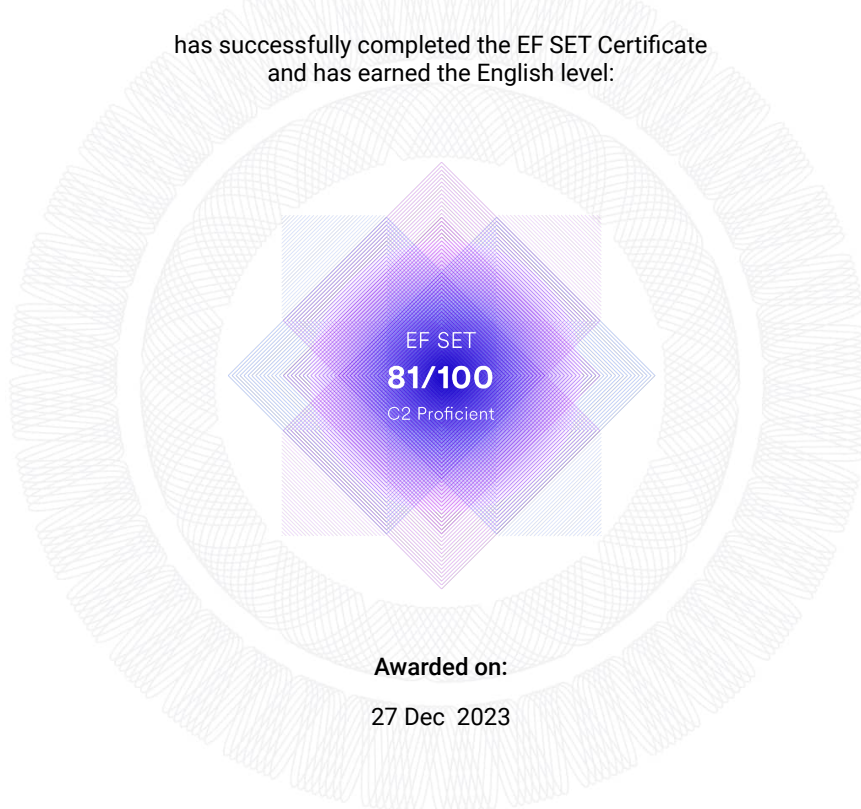 has successfully completed the EF SET Certificate
and has earned the English level:
EF SET
81/100
C2 Proficient
Awarded on:
27 Dec 2023